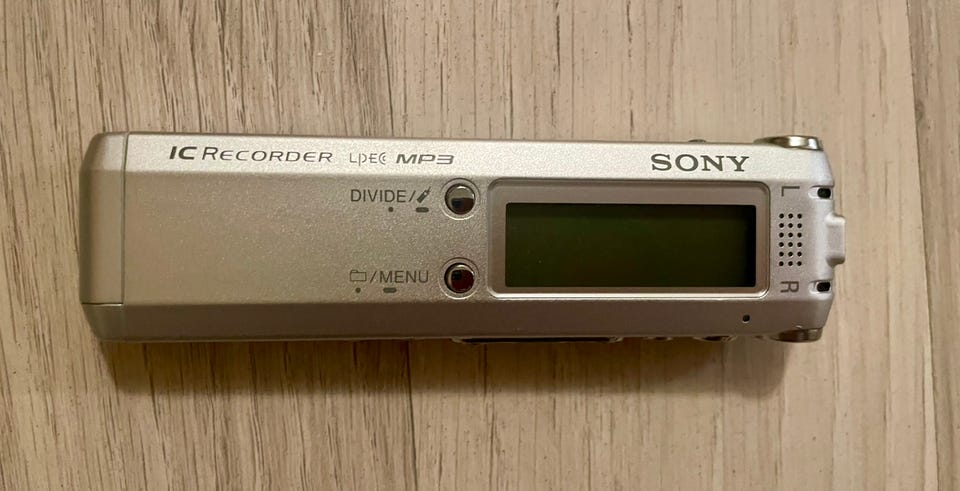 IC RECORDER LPEC MP3
SONY
DIVIDE/
/MENU
L
R